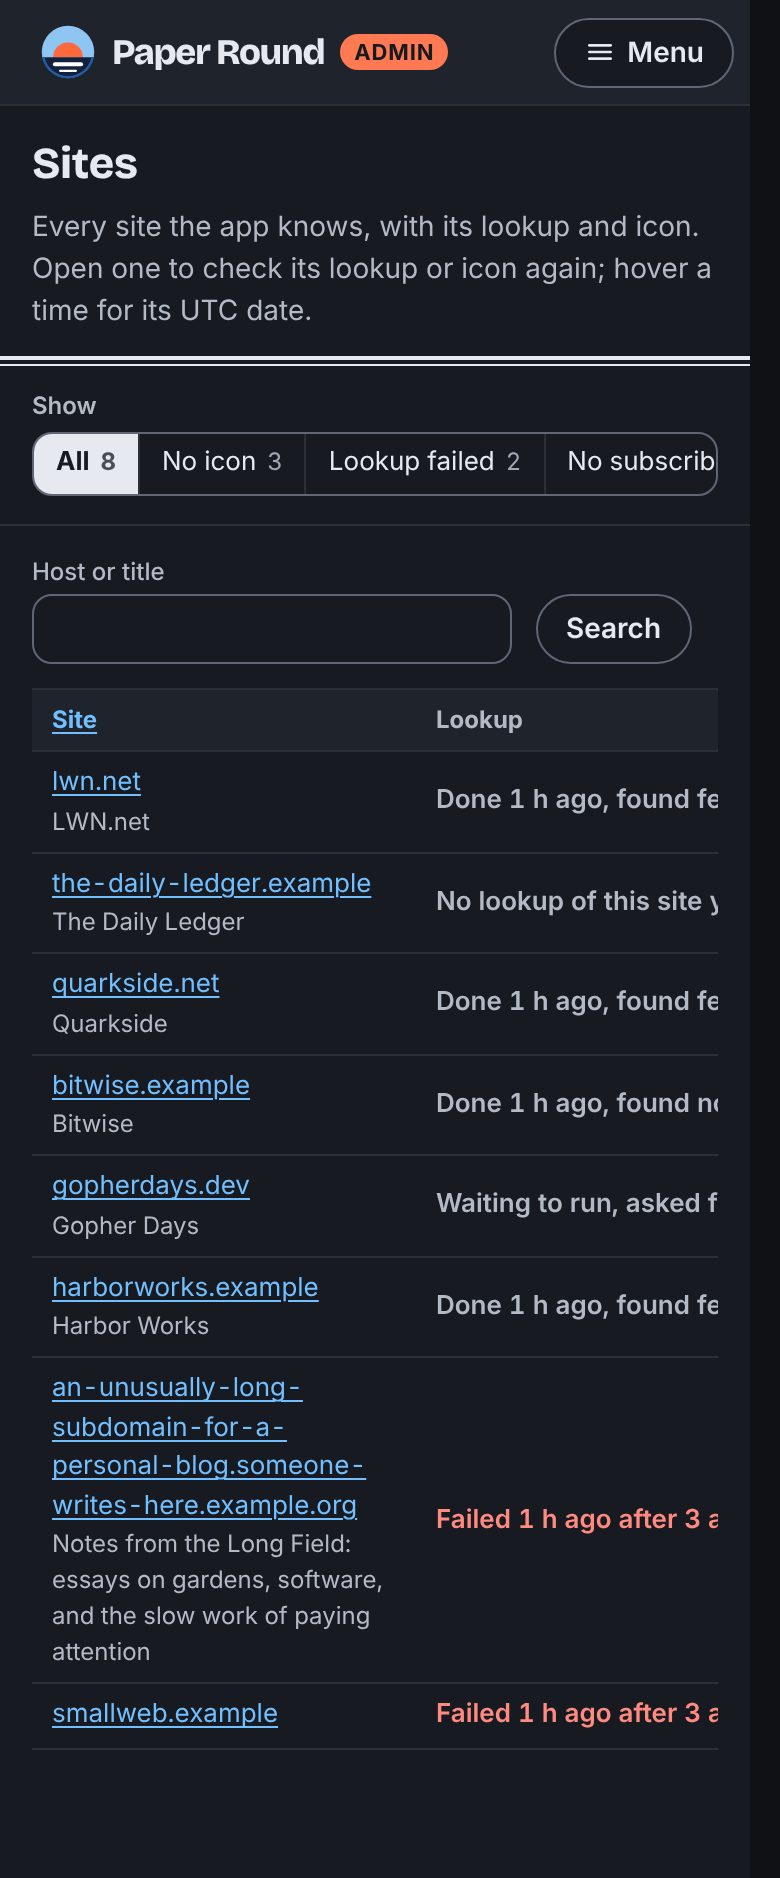 Paper Round ADMIN Menu
Sites
Every site the app knows, with its lookup and icon.
Open one to check its lookup or icon again; hover a
time for its UTC date.
Show
All 8 No icon 3 Lookup failed 2 No subscrib
Host or title
Search
Site Lookup
lwn.net
LWN.net
Done 1 h ago, found fe
the-daily-ledger.example
The Daily Ledger
No lookup of this site y
quarkside.net
Quarkside
Done 1 h ago, found fe
bitwise.example
Bitwise
Done 1 h ago, found no
gopherdays.dev
Gopher Days
Waiting to run, asked f
harborworks.example
Harbor Works
Done 1 h ago, found fe
an-unusually-long-
subdomain-for-a-
personal-blog.someone-
writes-here.example.org
Notes from the Long Field:
essays on gardens, software,
and the slow work of paying
attention
Failed 1 h ago after 3 a
smallweb.example
Failed 1 h ago after 3 a